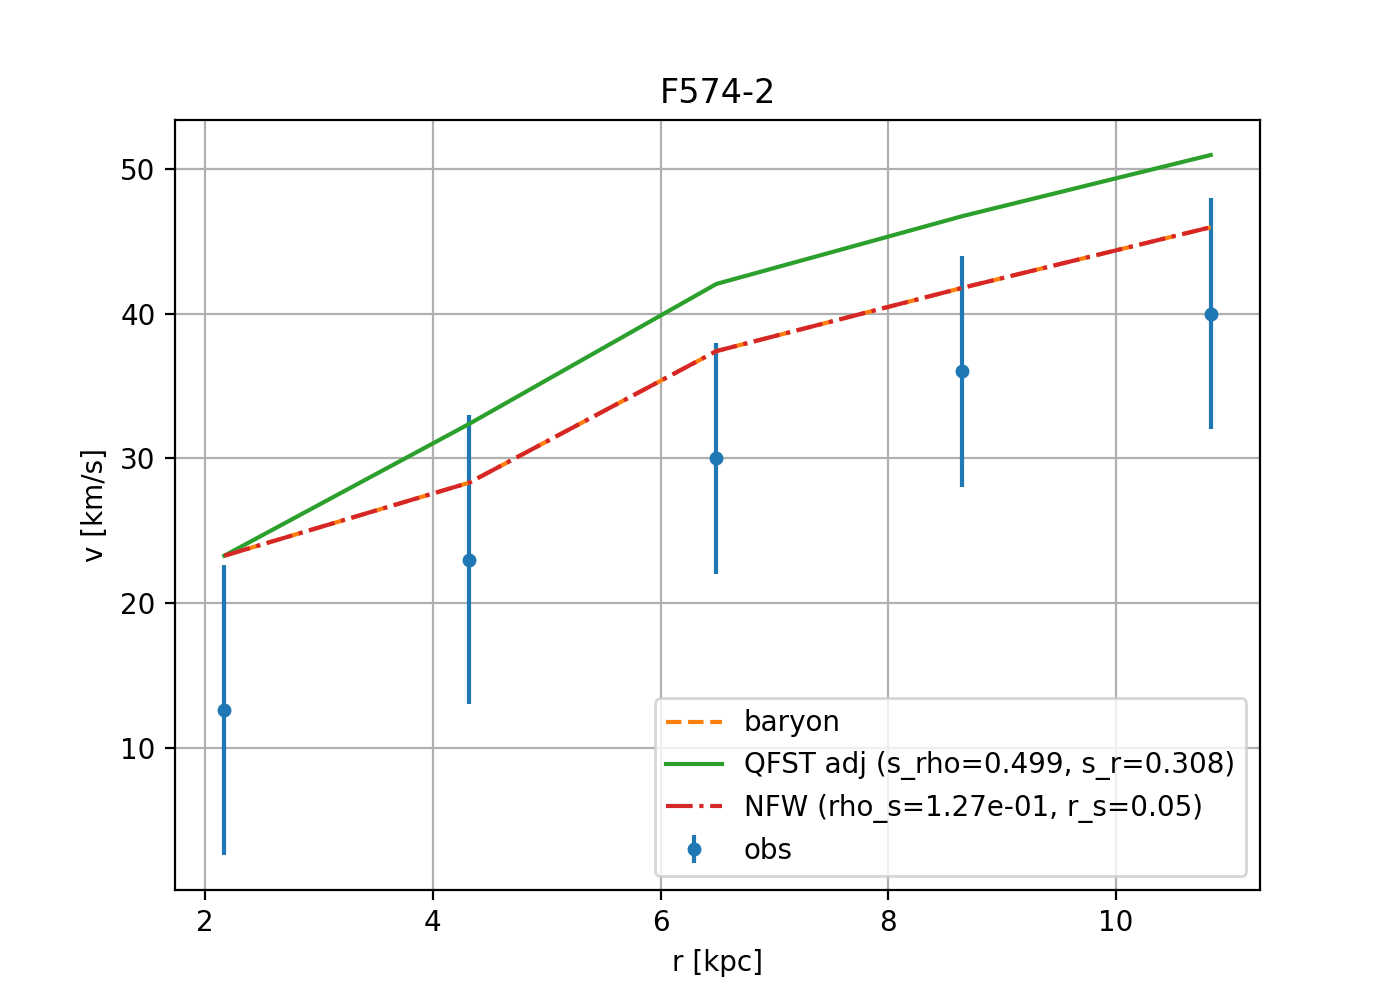 F574-2
v [km/s]
50
40
30
20
10
baryon
QFST adj (s_rho=0.499, s_r=0.308)
NFW (rho_s=1.27e-01, r_s=0.05)
obs
2 4 6 8 10
r [kpc]